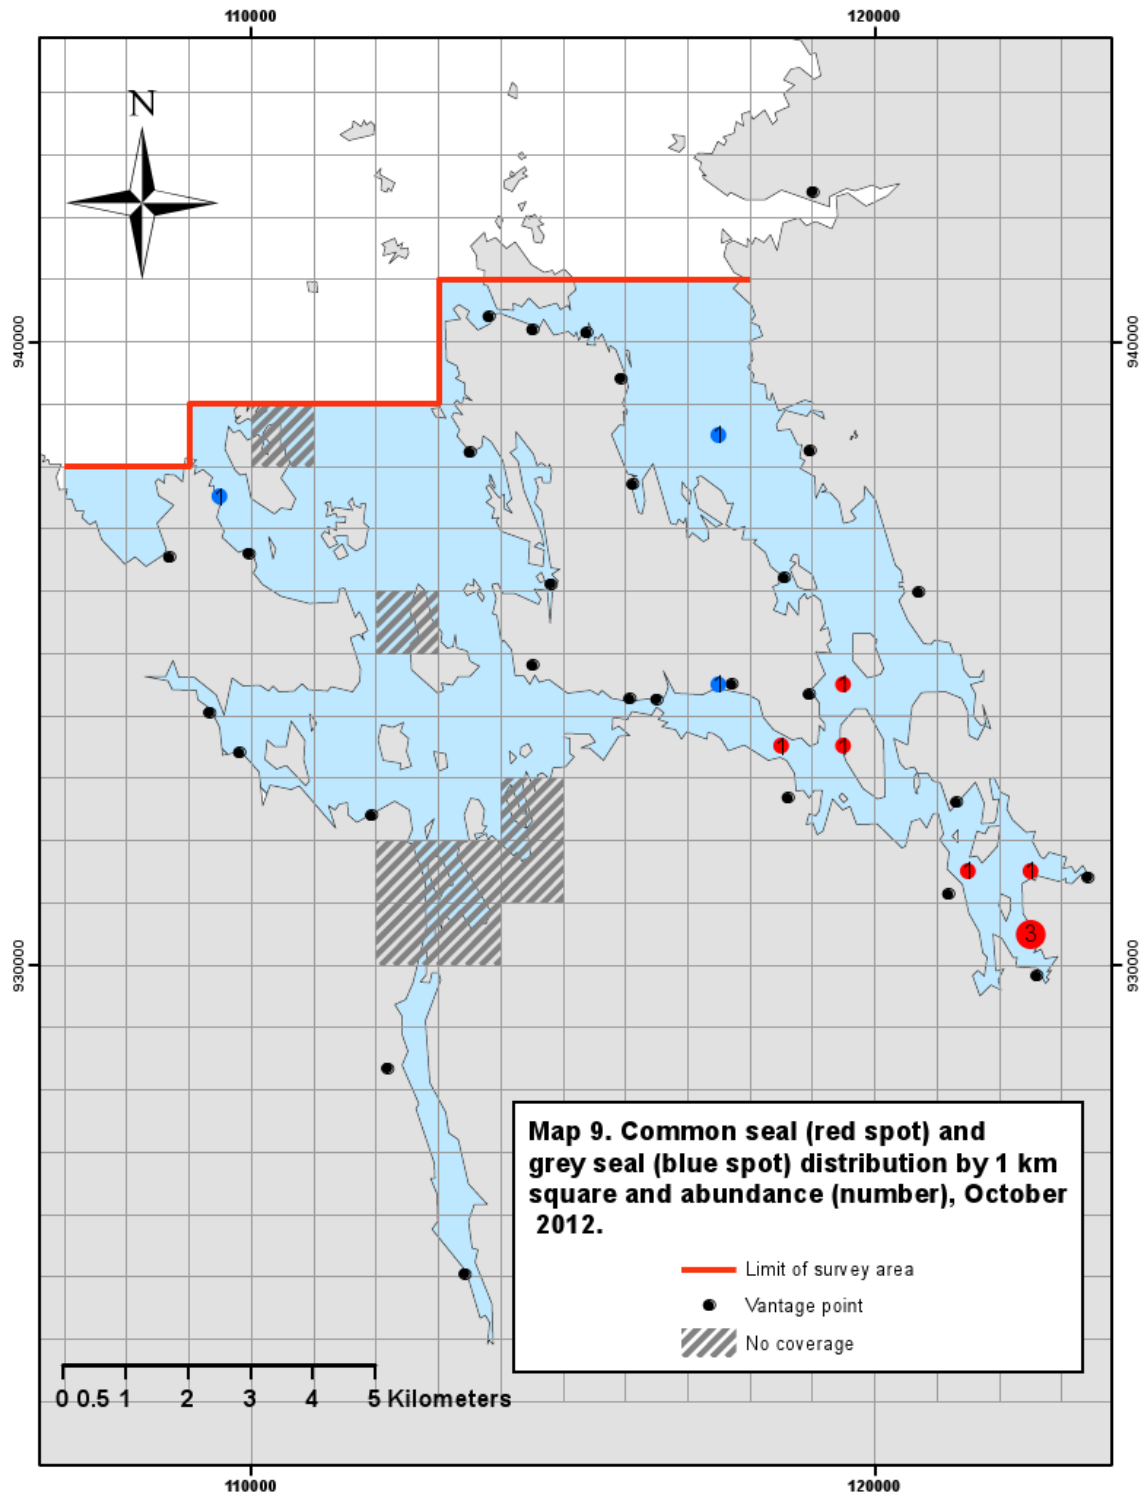 110000
120000
N
940000
940000
1
1
1
1
1
1
1
1
3
930000
930000
Map 9. Common seal (red spot) and
grey seal (blue spot) distribution by 1 km
square and abundance (number), October
2012.
Limit of survey area
Vantage point
No coverage
0 0.5 1 2 3 4 5 Kilometers
110000
120000